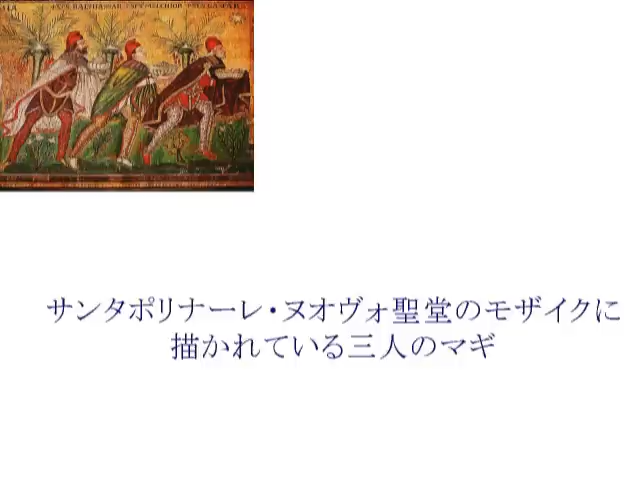 サンタポリナーレ・ヌオヴォ聖堂のモザイクに
描かれている三人のマギ